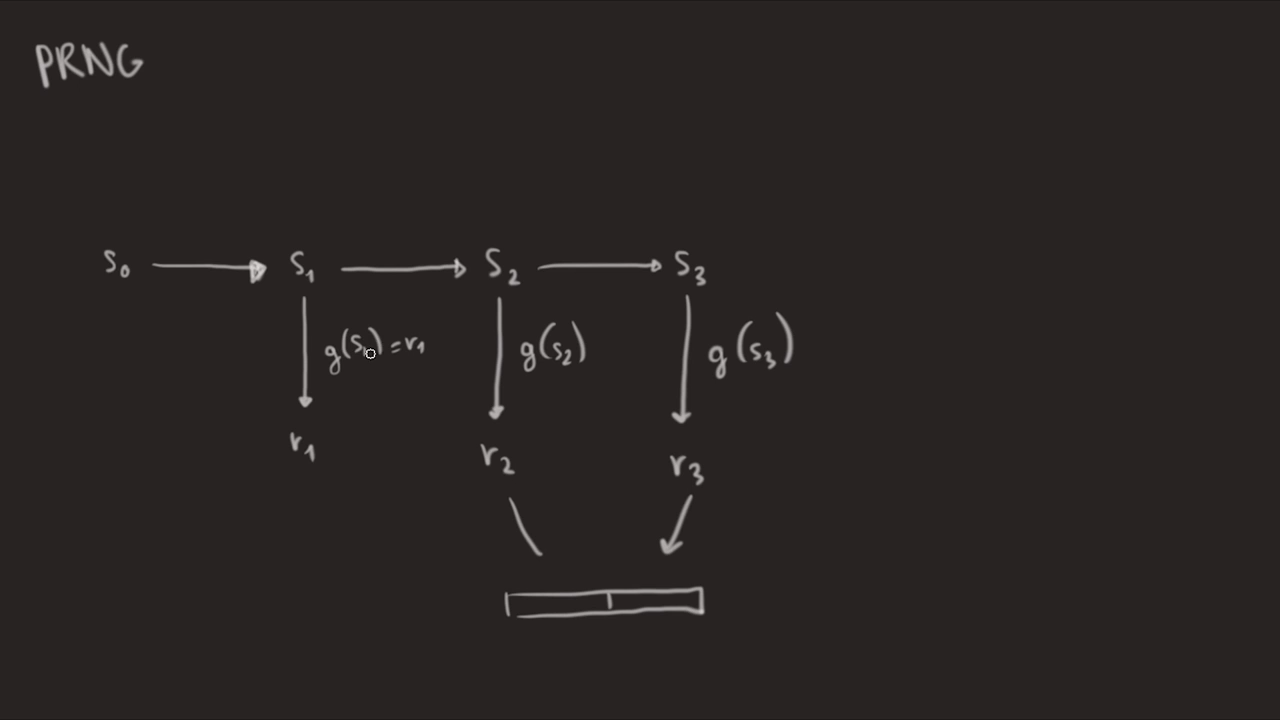 PRNG
S₀ → S₁ → S₂ → S₃
g(S₁) = r₁ g(S₂) g(S₃)
r₁ r₂ r₃